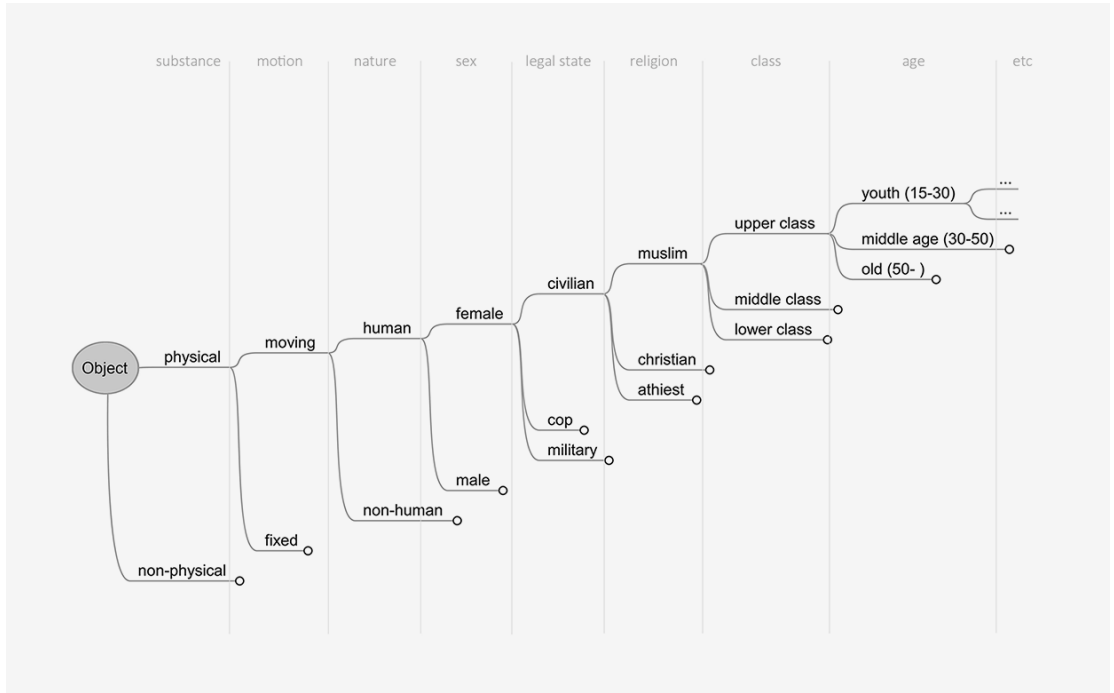 substance motion nature sex legal state religion class age etc
...
youth (15-30)
...
upper class
middle age (30-50)
muslim
old (50- )
civilian
middle class
female
lower class
human
moving
christian
physical
Object
athiest
cop
military
male
non-human
fixed
non-physical